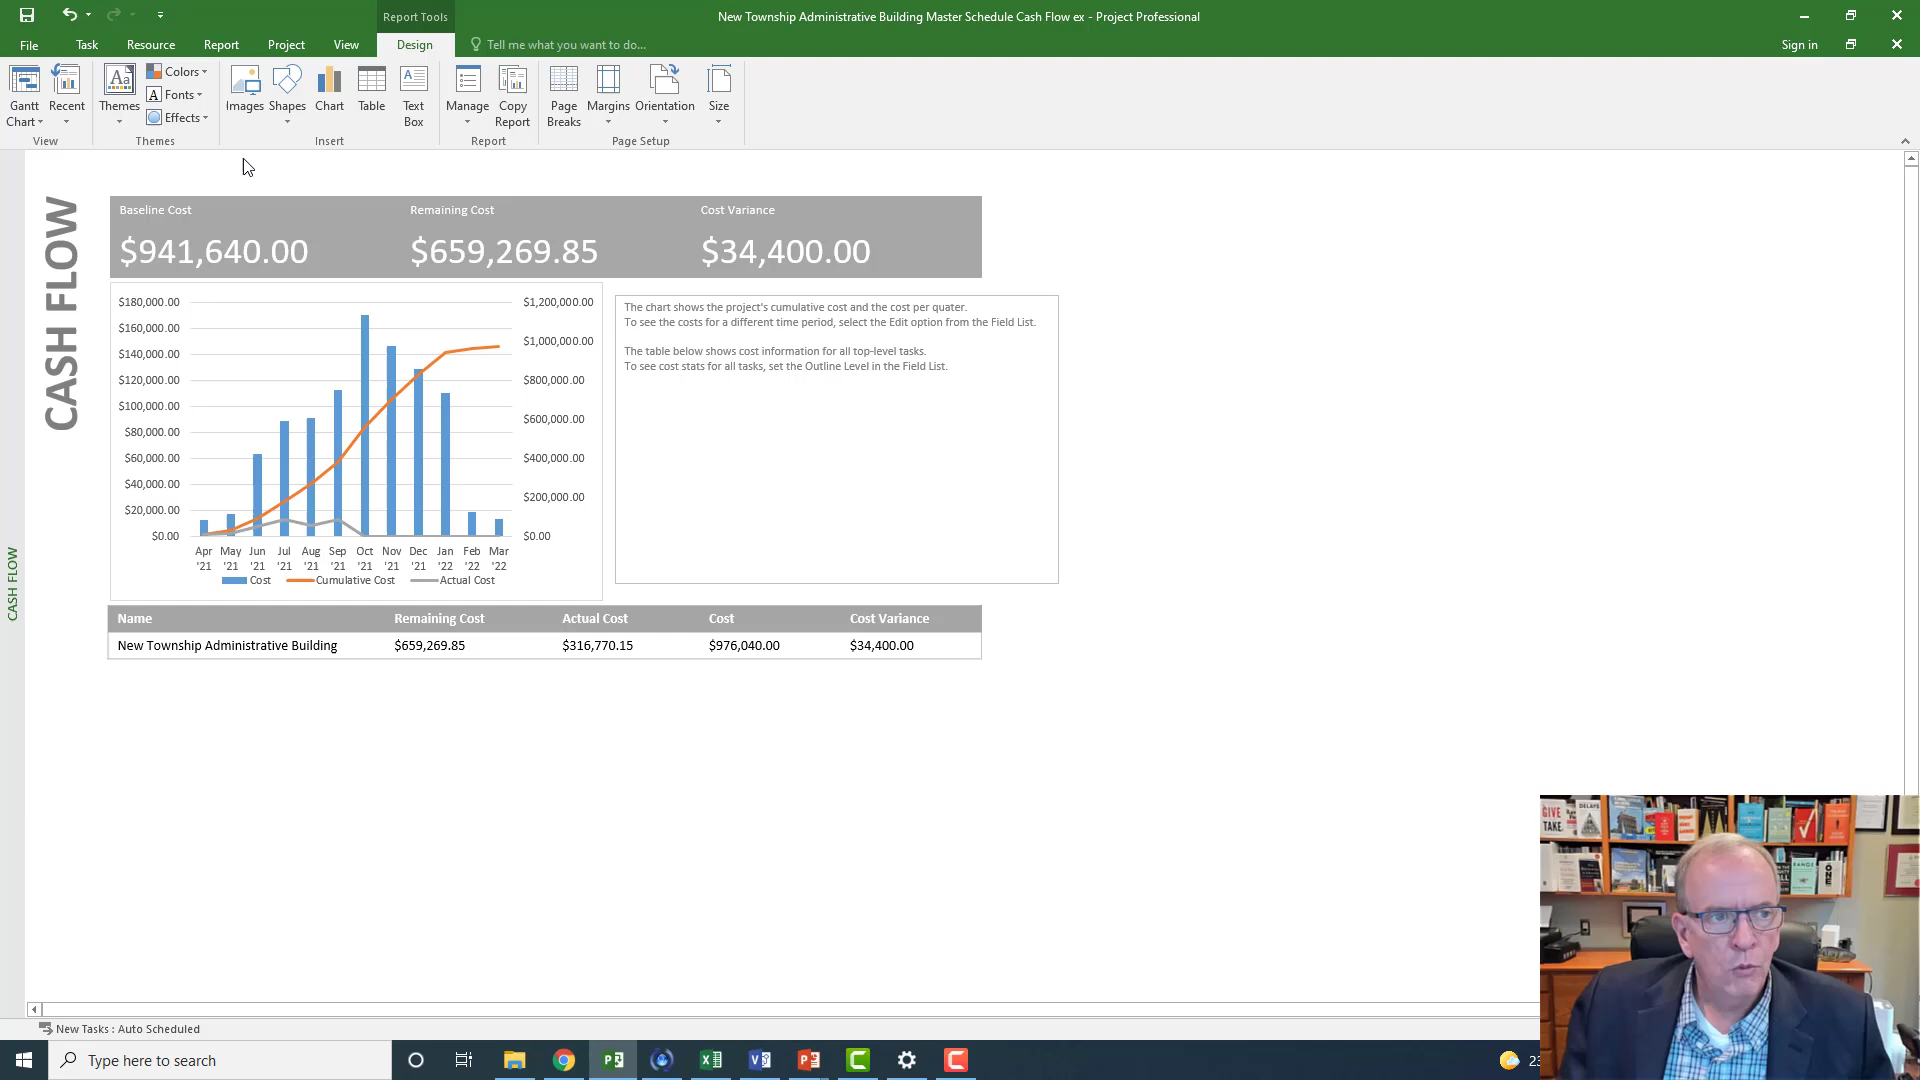 Report Tools
New Township Administrative Building Master Schedule Cash Flow ex - Project Professional
File Task Resource Report Project View Design Tell me what you want to do... Sign in
Gantt Chart
Recent
Themes
Aa
Colors
A Fonts
Effects
Images
Shapes
Chart
Table
A
Text Box
Manage
Copy Report
Page Breaks
Margins
Orientation
Size
View Themes Insert Report Page Setup
CASH FLOW
Baseline Cost Remaining Cost Cost Variance
$941,640.00 $659,269.85 $34,400.00
$180,000.00
$160,000.00
$140,000.00
$120,000.00
$100,000.00
$80,000.00
$60,000.00
$40,000.00
$20,000.00
$0.00
$1,200,000.00
$1,000,000.00
$800,000.00
$600,000.00
$400,000.00
$200,000.00
$0.00
Apr May Jun Jul Aug Sep Oct Nov Dec Jan Feb Mar
'21 '21 '21 '21 '21 '21 '21 '21 '21 '22 '22 '22
Cost Cumulative Cost Actual Cost
The chart shows the project's cumulative cost and the cost per quater.
To see the costs for a different time period, select the Edit option from the Field List.
The table below shows cost information for all top-level tasks.
To see cost stats for all tasks, set the Outline Level in the Field List.
Name Remaining Cost Actual Cost Cost Cost Variance
New Township Administrative Building $659,269.85 $316,770.15 $976,040.00 $34,400.00
CASH FLOW
New Tasks : Auto Scheduled
Type here to search
23
GIVE
TAKE.
DELAYS
RANGE
ONE